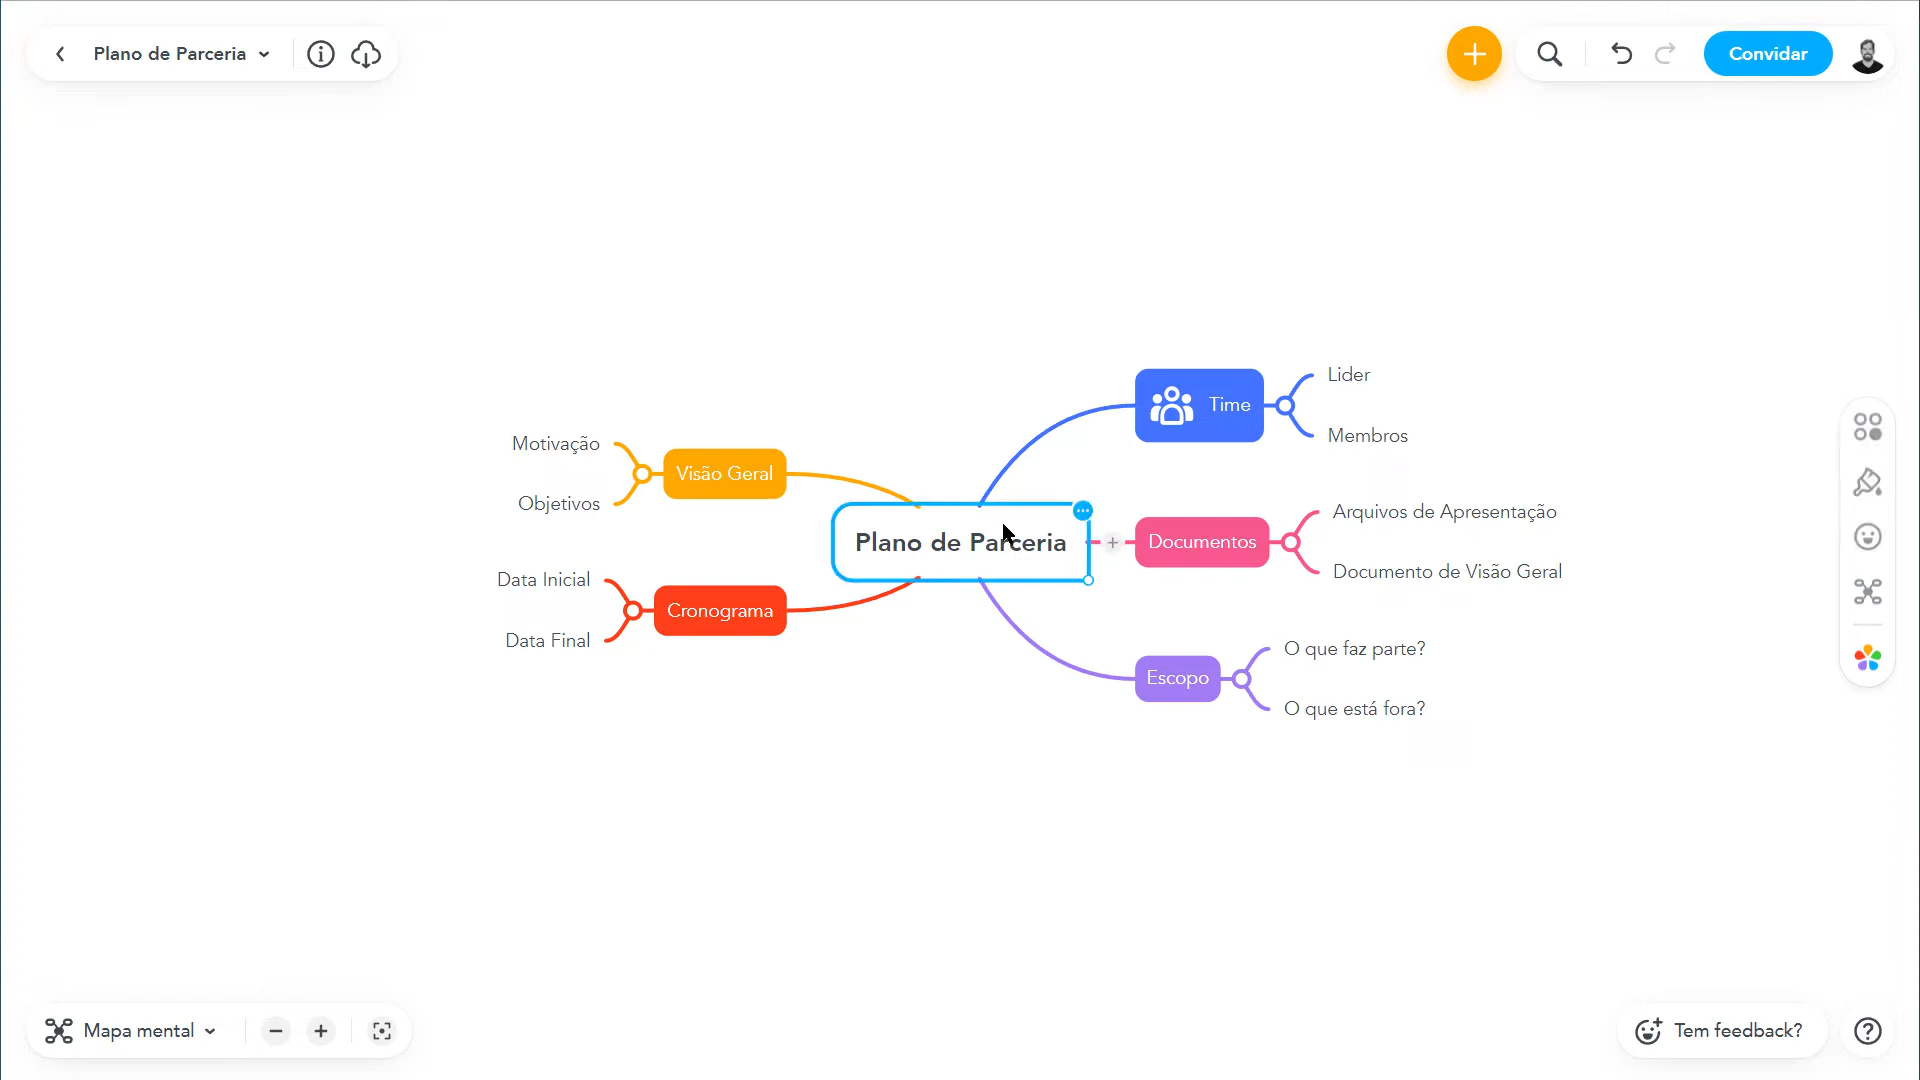 Plano de Parceria
Convidar
Lider
Time
Membros
Motivação
Visão Geral
Objetivos
Arquivos de Apresentação
Plano de Parceria
Documentos
Documento de Visão Geral
Data Inicial
Cronograma
Data Final
O que faz parte?
Escopo
O que está fora?
Mapa mental
Tem feedback?